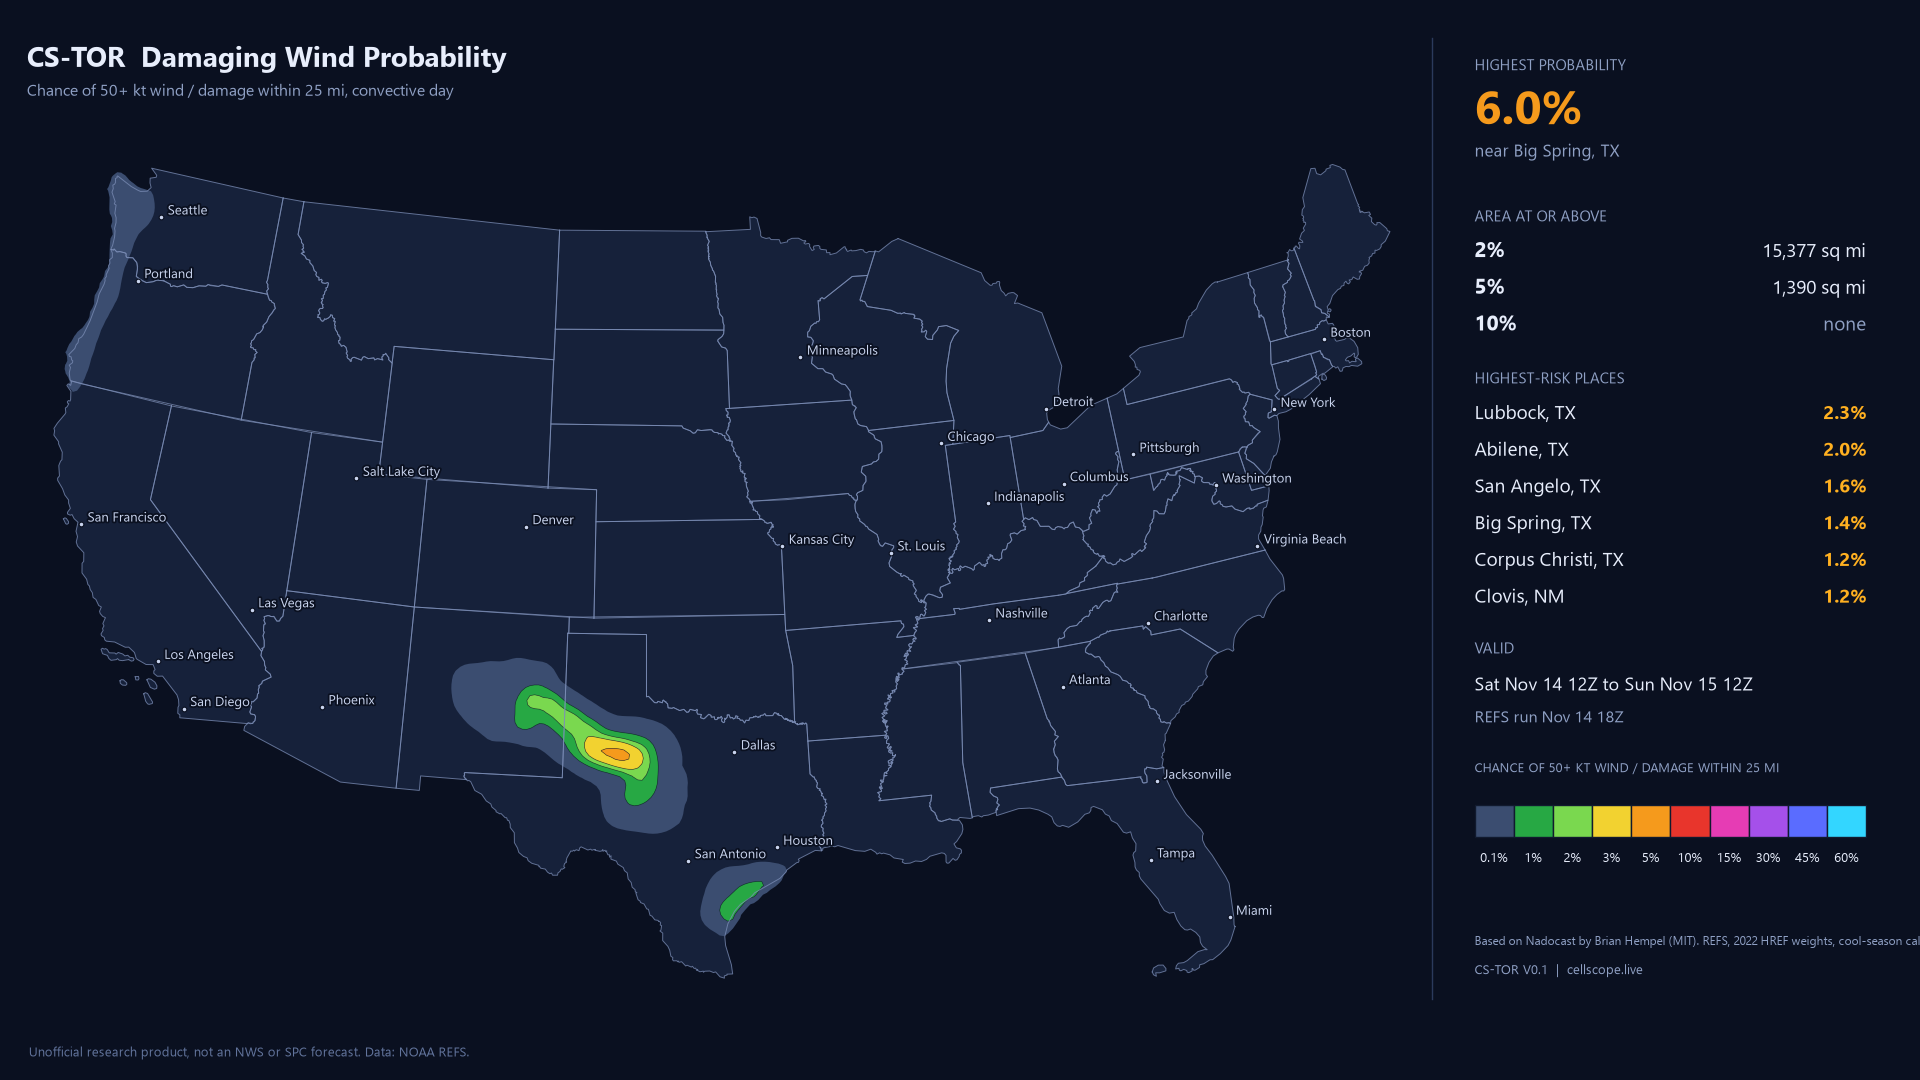 CS-TOR  Damaging Wind Probability
Chance of 50+ kt wind / damage within 25 mi, convective day
Seattle
Portland
Minneapolis
Boston
Detroit
New York
Chicago
Pittsburgh
Salt Lake City
Columbus
Washington
Indianapolis
San Francisco
Denver
Kansas City
St. Louis
Virginia Beach
Las Vegas
Nashville
Charlotte
Los Angeles
Atlanta
San Diego
Phoenix
Dallas
Jacksonville
Houston
San Antonio
Tampa
Miami
HIGHEST PROBABILITY
6.0%
near Big Spring, TX
AREA AT OR ABOVE
2% 15,377 sq mi
5% 1,390 sq mi
10% none
HIGHEST-RISK PLACES
Lubbock, TX 2.3%
Abilene, TX 2.0%
San Angelo, TX 1.6%
Big Spring, TX 1.4%
Corpus Christi, TX 1.2%
Clovis, NM 1.2%
VALID
Sat Nov 14 12Z to Sun Nov 15 12Z
REFS run Nov 14 18Z
CHANCE OF 50+ KT WIND / DAMAGE WITHIN 25 MI
0.1% 1% 2% 3% 5% 10% 15% 30% 45% 60%
Based on Nadocast by Brian Hempel (MIT). REFS, 2022 HREF weights, cool-season cal
CS-TOR V0.1 | cellscope.live
Unofficial research product, not an NWS or SPC forecast. Data: NOAA REFS.